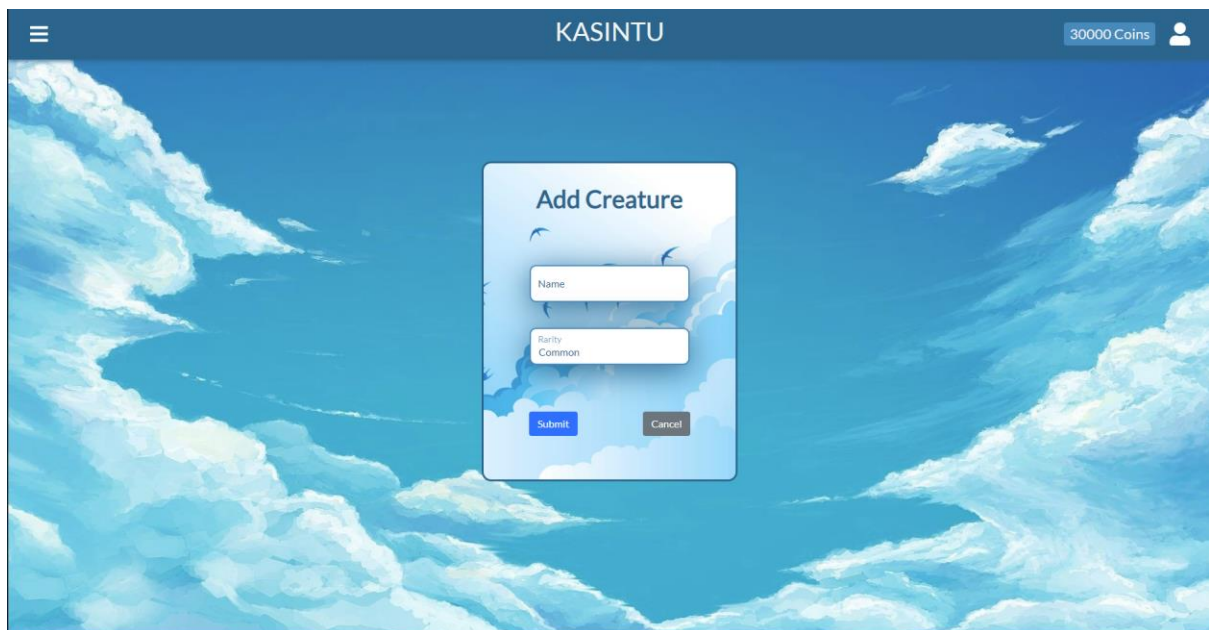 KASINTU
30000 Coins
Add Creature
Name
Rarity
Common
Submit
Cancel